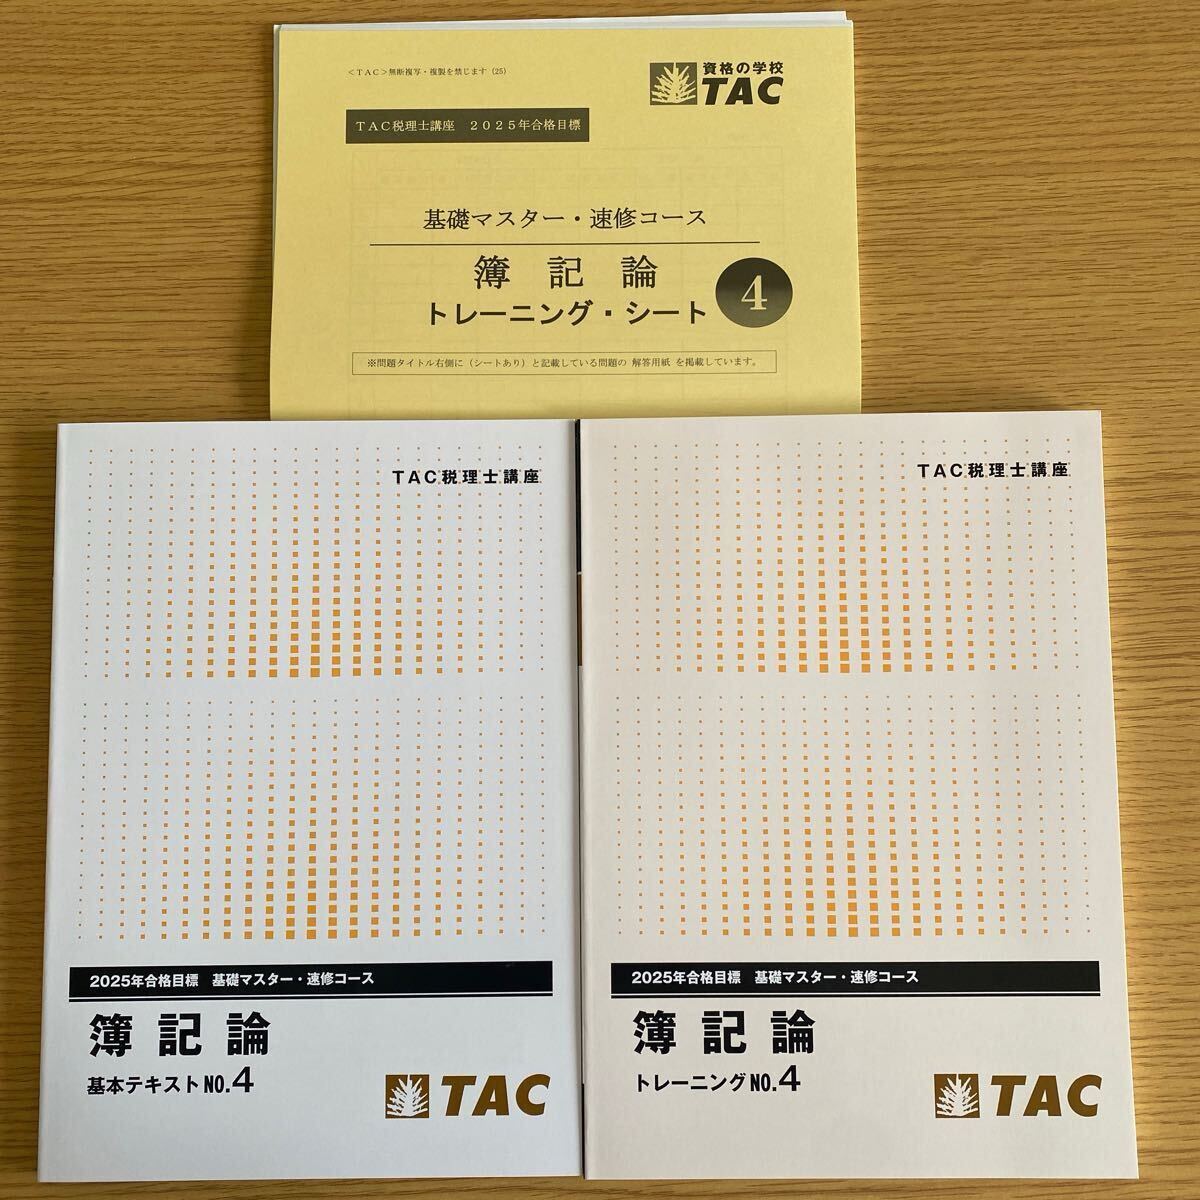 <TAC>無断複写・複製を禁じます (25)
資格の学校
TAC
TAC税理士講座 2025年合格目標
基礎マスター・速修コース
簿記論
トレーニング・シート
4
※問題タイトル右側に（シートあり）と記載している問題の 解答用紙 を掲載しています。
TAC税理士講座
2025年合格目標 基礎マスター・速修コース
簿記論
基本テキストNO.4
TAC
TAC税理士講座
2025年合格目標 基礎マスター・速修コース
簿記論
トレーニングNO.4
TAC